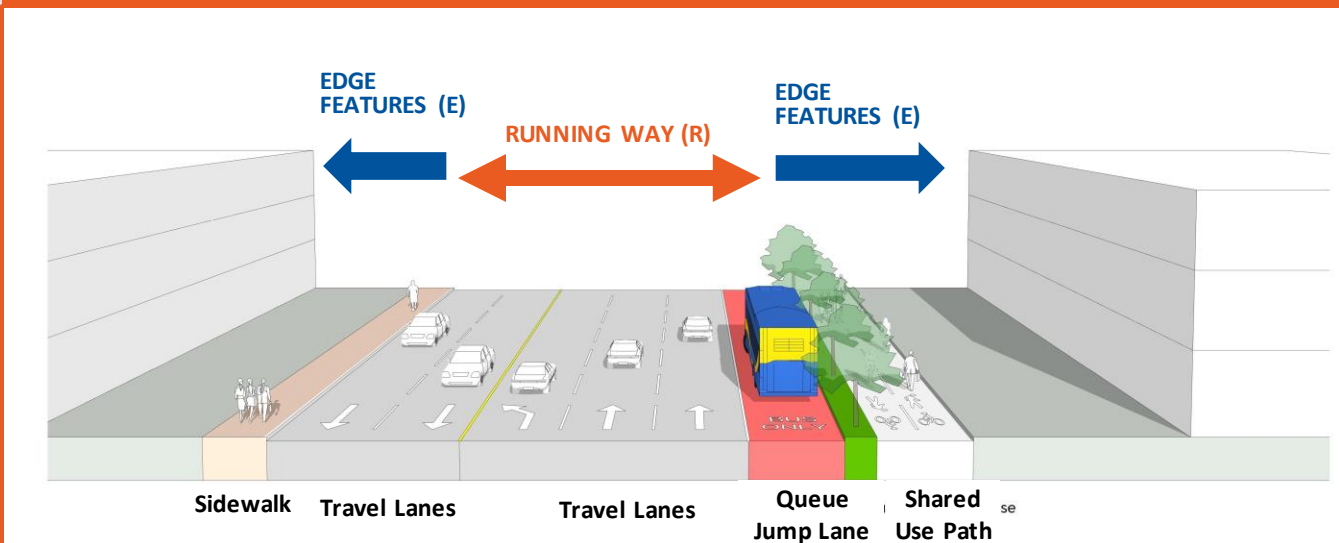 EDGE
FEATURES (E)
EDGE
FEATURES (E)
RUNNING WAY (R)
BUS
ONLY
Sidewalk
Travel Lanes
Travel Lanes
Queue
Jump Lane
Shared
Use Path
se